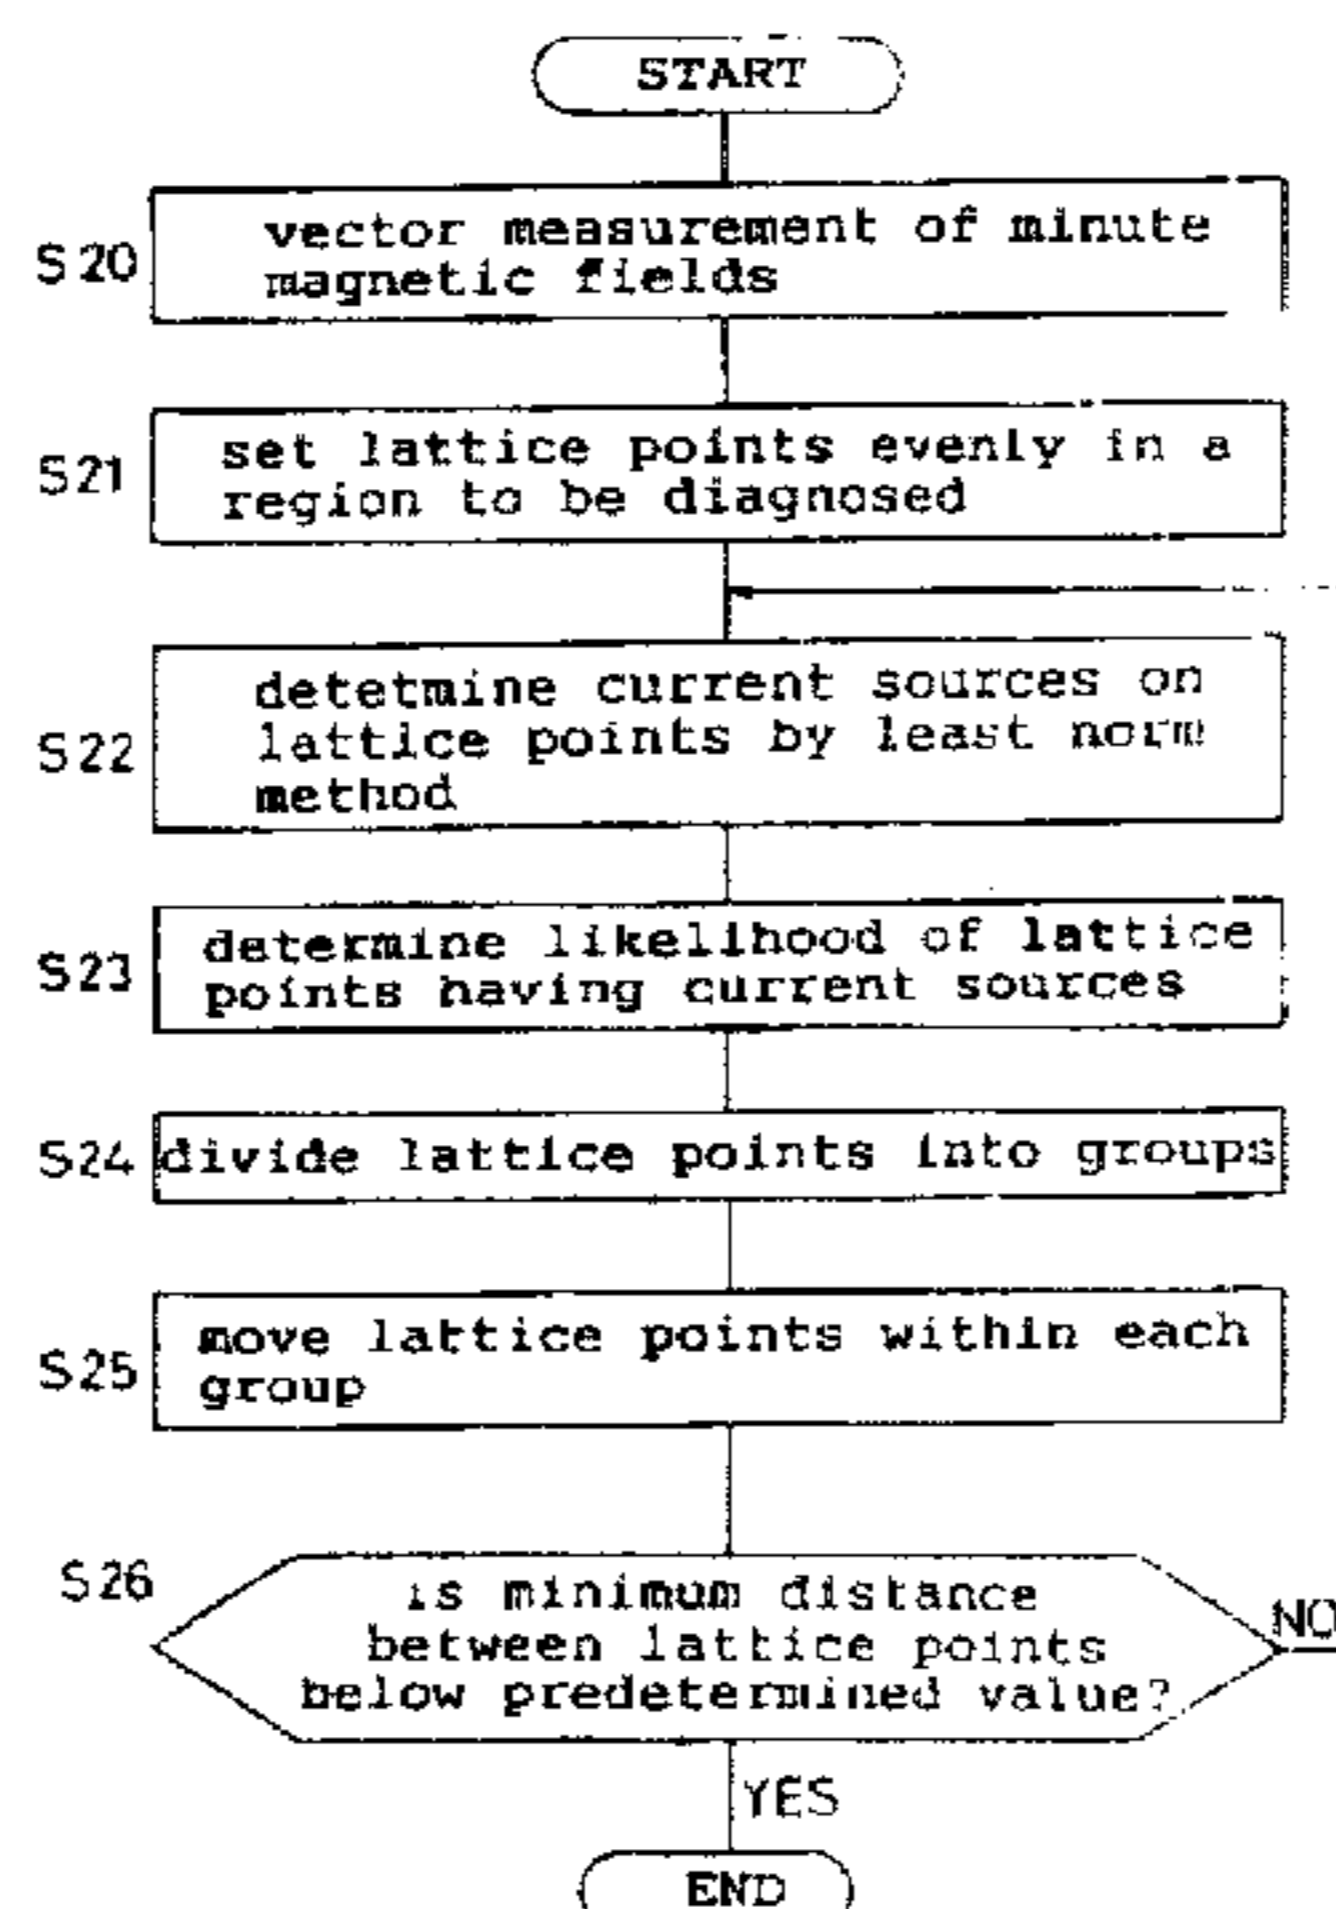 START
S20
vector measurement of minute
magnetic fields
S21
set lattice points evenly in a
region to be diagnosed
S22
detetmine current sources on
lattice points by least norm
method
S23
determine likelihood of lattice
points having current sources
S24
divide lattice points into groups
S25
move lattice points within each
group
S26
is minimum distance
between lattice points
below predetermined value?
NO
YES
END